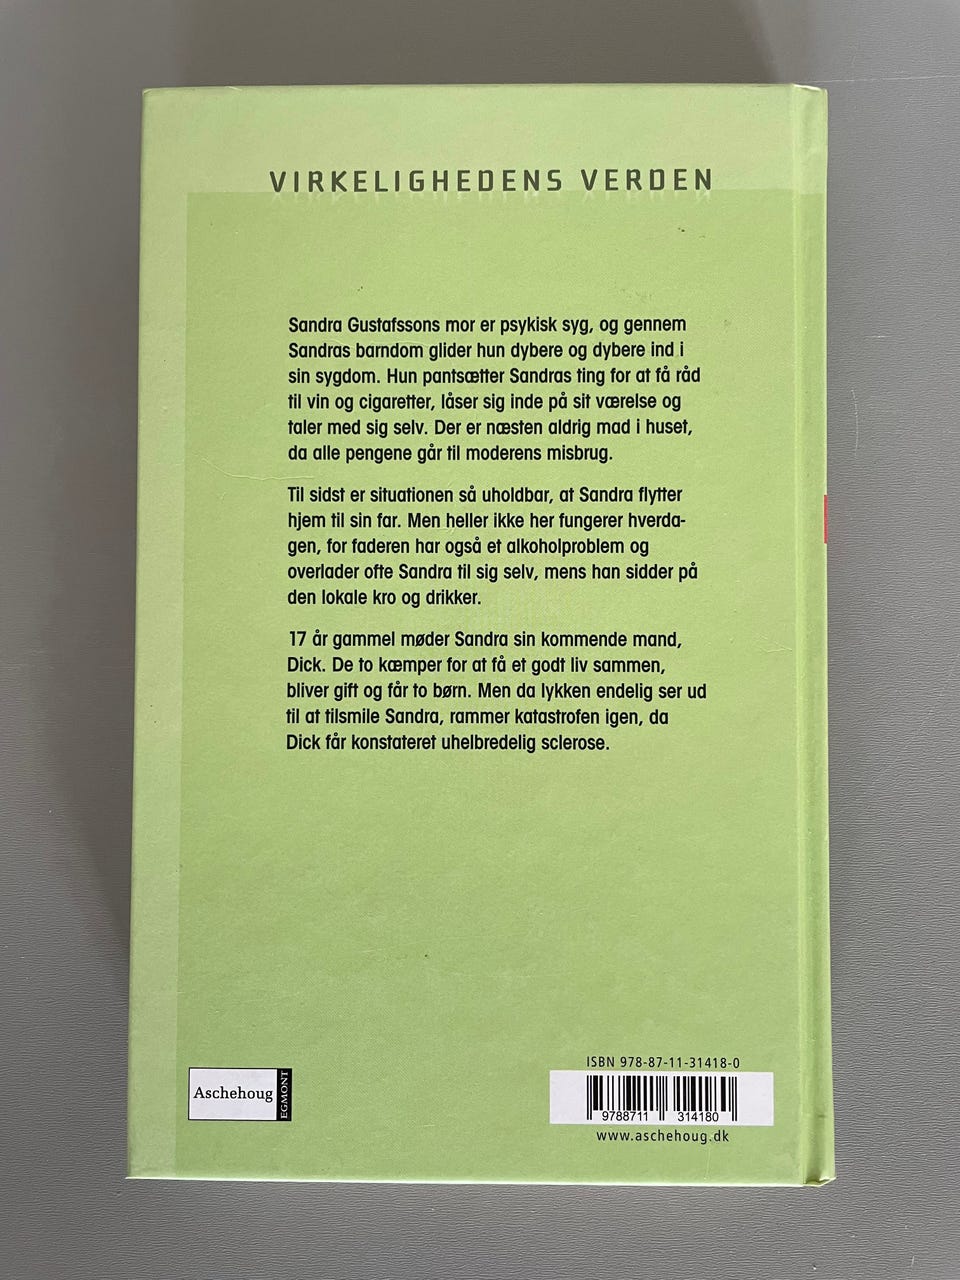 VIRKELIGHEDENS VERDEN
Sandra Gustafssons mor er psykisk syg, og gennem
Sandras barndom glider hun dybere og dybere ind i
sin sygdom. Hun pantsætter Sandras ting for at få råd
til vin og cigaretter, låser sig inde på sit værelse og
taler med sig selv. Der er næsten aldrig mad i huset,
da alle pengene går til moderens misbrug.
Til sidst er situationen så uholdbar, at Sandra flytter
hjem til sin far. Men heller ikke her fungerer hverda-
gen, for faderen har også et alkoholproblem og
overlader ofte Sandra til sig selv, mens han sidder på
den lokale kro og drikker.
17 år gammel møder Sandra sin kommende mand,
Dick. De to kæmper for at få et godt liv sammen,
bliver gift og får to børn. Men da lykken endelig ser ud
til at tilsmile Sandra, rammer katastrofen igen, da
Dick får konstateret uhelbredelig sclerose.
Aschehoug
EGMONT
ISBN 978-87-11-31418-0
9788711 314180
www.aschehoug.dk